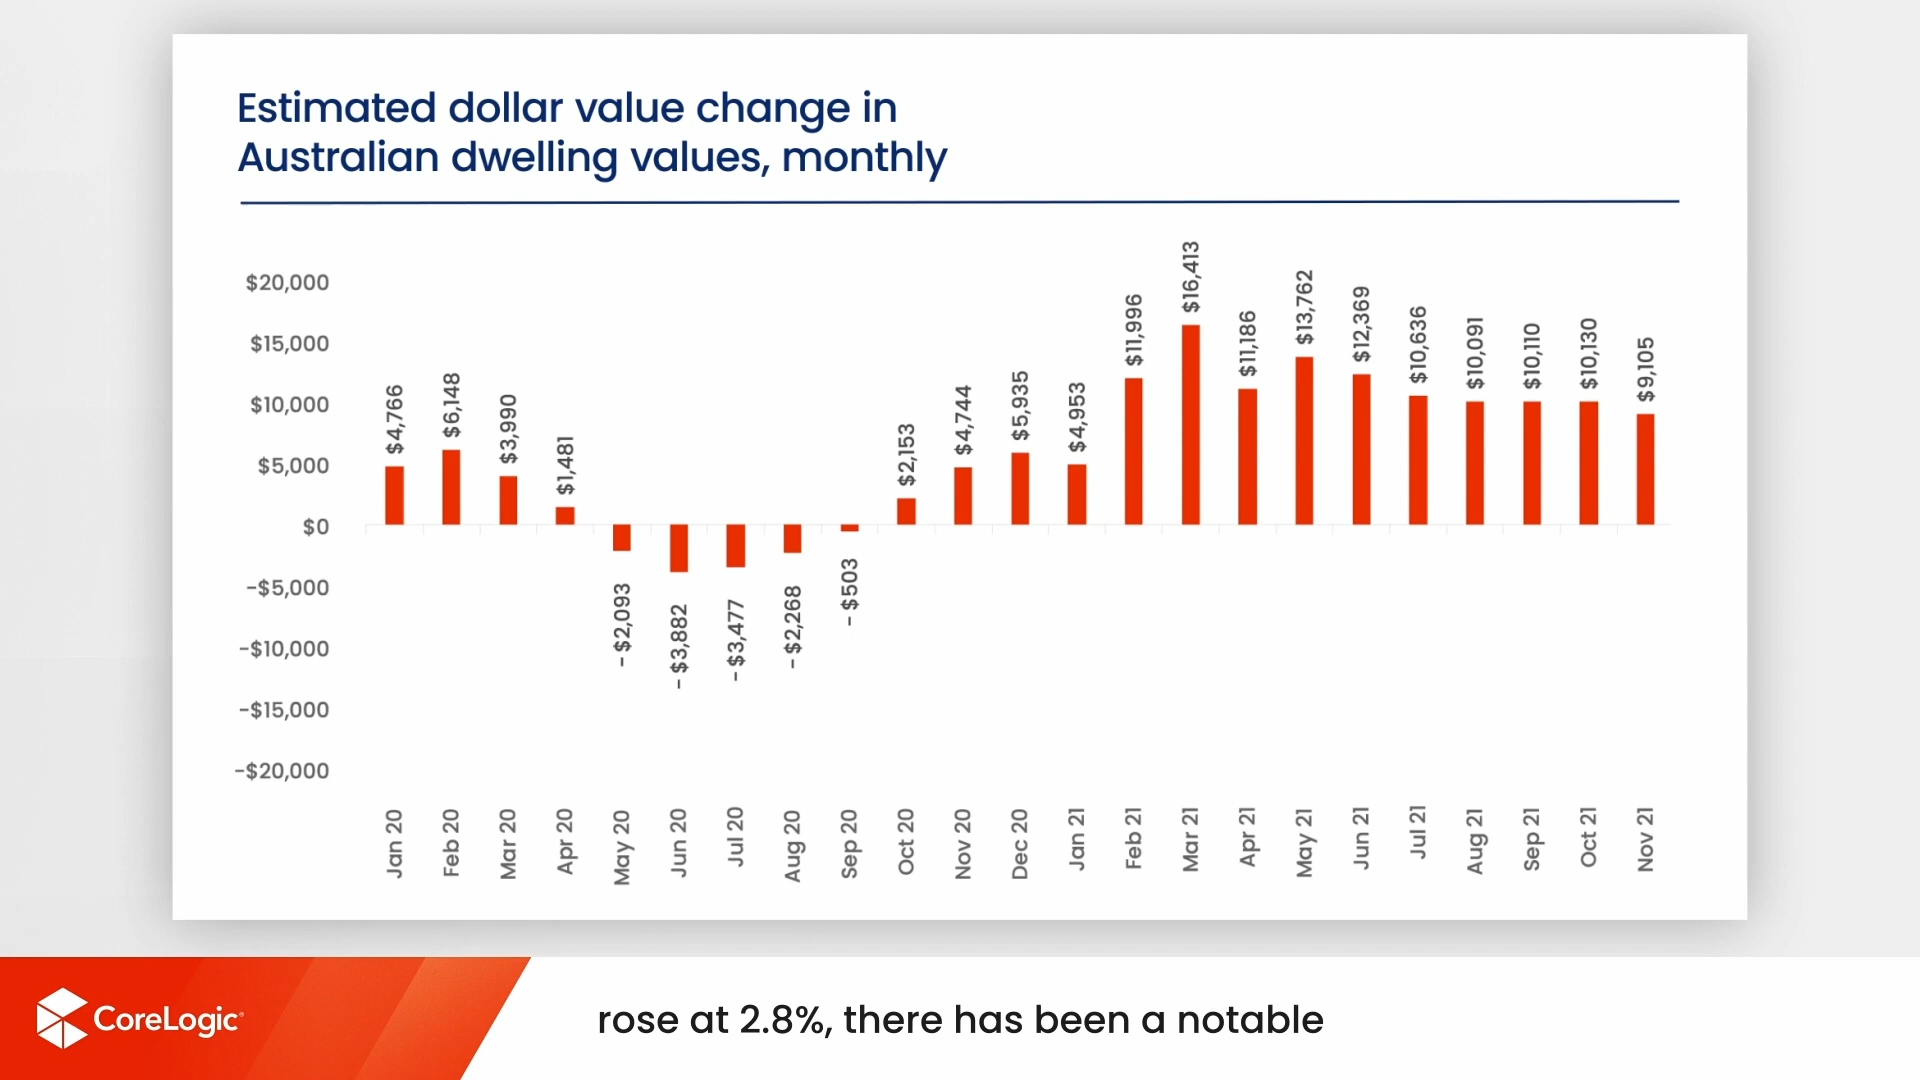 Estimated dollar value change in
Australian dwelling values, monthly
$20,000
$15,000
$10,000
$5,000
$0
-$5,000
-$10,000
-$15,000
-$20,000
$4,766
$6,148
$3,990
$1,481
- $2,093
- $3,882
- $3,477
- $2,268
- $503
$2,153
$4,744
$5,935
$4,953
$11,996
$16,413
$11,186
$13,762
$12,369
$10,636
$10,091
$10,110
$10,130
$9,105
Jan 20
Feb 20
Mar 20
Apr 20
May 20
Jun 20
Jul 20
Aug 20
Sep 20
Oct 20
Nov 20
Dec 20
Jan 21
Feb 21
Mar 21
Apr 21
May 21
Jun 21
Jul 21
Aug 21
Sep 21
Oct 21
Nov 21
CoreLogic
rose at 2.8%, there has been a notable